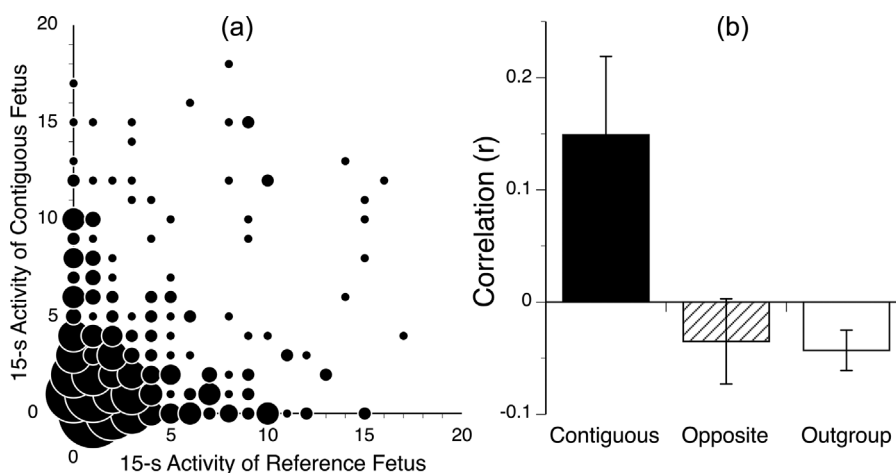 (a)
20
15
10
5
0
15-s Activity of Contiguous Fetus
0
5
10
15
20
15-s Activity of Reference Fetus
(b)
0.2
0.1
0
-0.1
Correlation (r)
Contiguous
Opposite
Outgroup